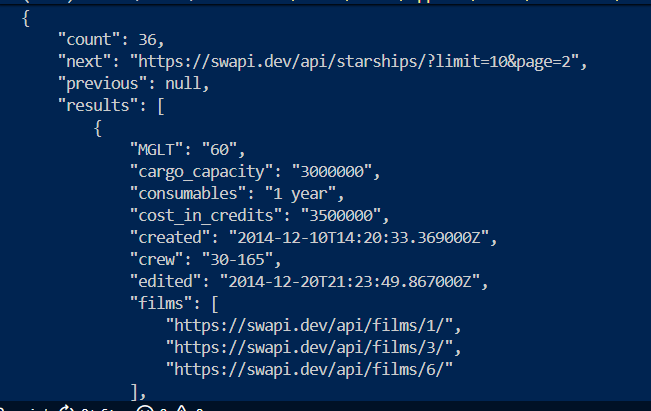 {
"count": 36,
"next": "https://swapi.dev/api/starships/?limit=10&page=2",
"previous": null,
"results": [
{
"MGLT": "60",
"cargo_capacity": "3000000",
"consumables": "1 year",
"cost_in_credits": "3500000",
"created": "2014-12-10T14:20:33.369000Z",
"crew": "30-165",
"edited": "2014-12-20T21:23:49.867000Z",
"films": [
"https://swapi.dev/api/films/1/",
"https://swapi.dev/api/films/3/",
"https://swapi.dev/api/films/6/"
],